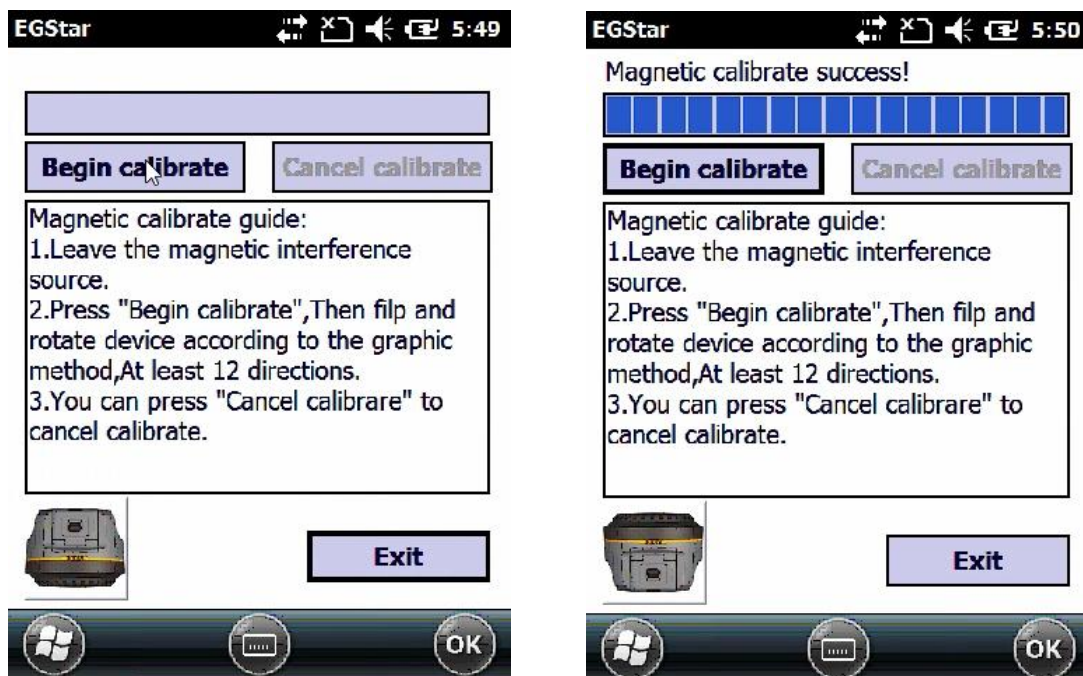 EGStar 5:49
Begin calibrate Cancel calibrate
Magnetic calibrate guide:
1.Leave the magnetic interference
source.
2.Press "Begin calibrate",Then filp and
rotate device according to the graphic
method,At least 12 directions.
3.You can press "Cancel calibrare" to
cancel calibrate.
Exit
OK
EGStar 5:50
Magnetic calibrate success!
Begin calibrate Cancel calibrate
Magnetic calibrate guide:
1.Leave the magnetic interference
source.
2.Press "Begin calibrate",Then filp and
rotate device according to the graphic
method,At least 12 directions.
3.You can press "Cancel calibrare" to
cancel calibrate.
Exit
OK